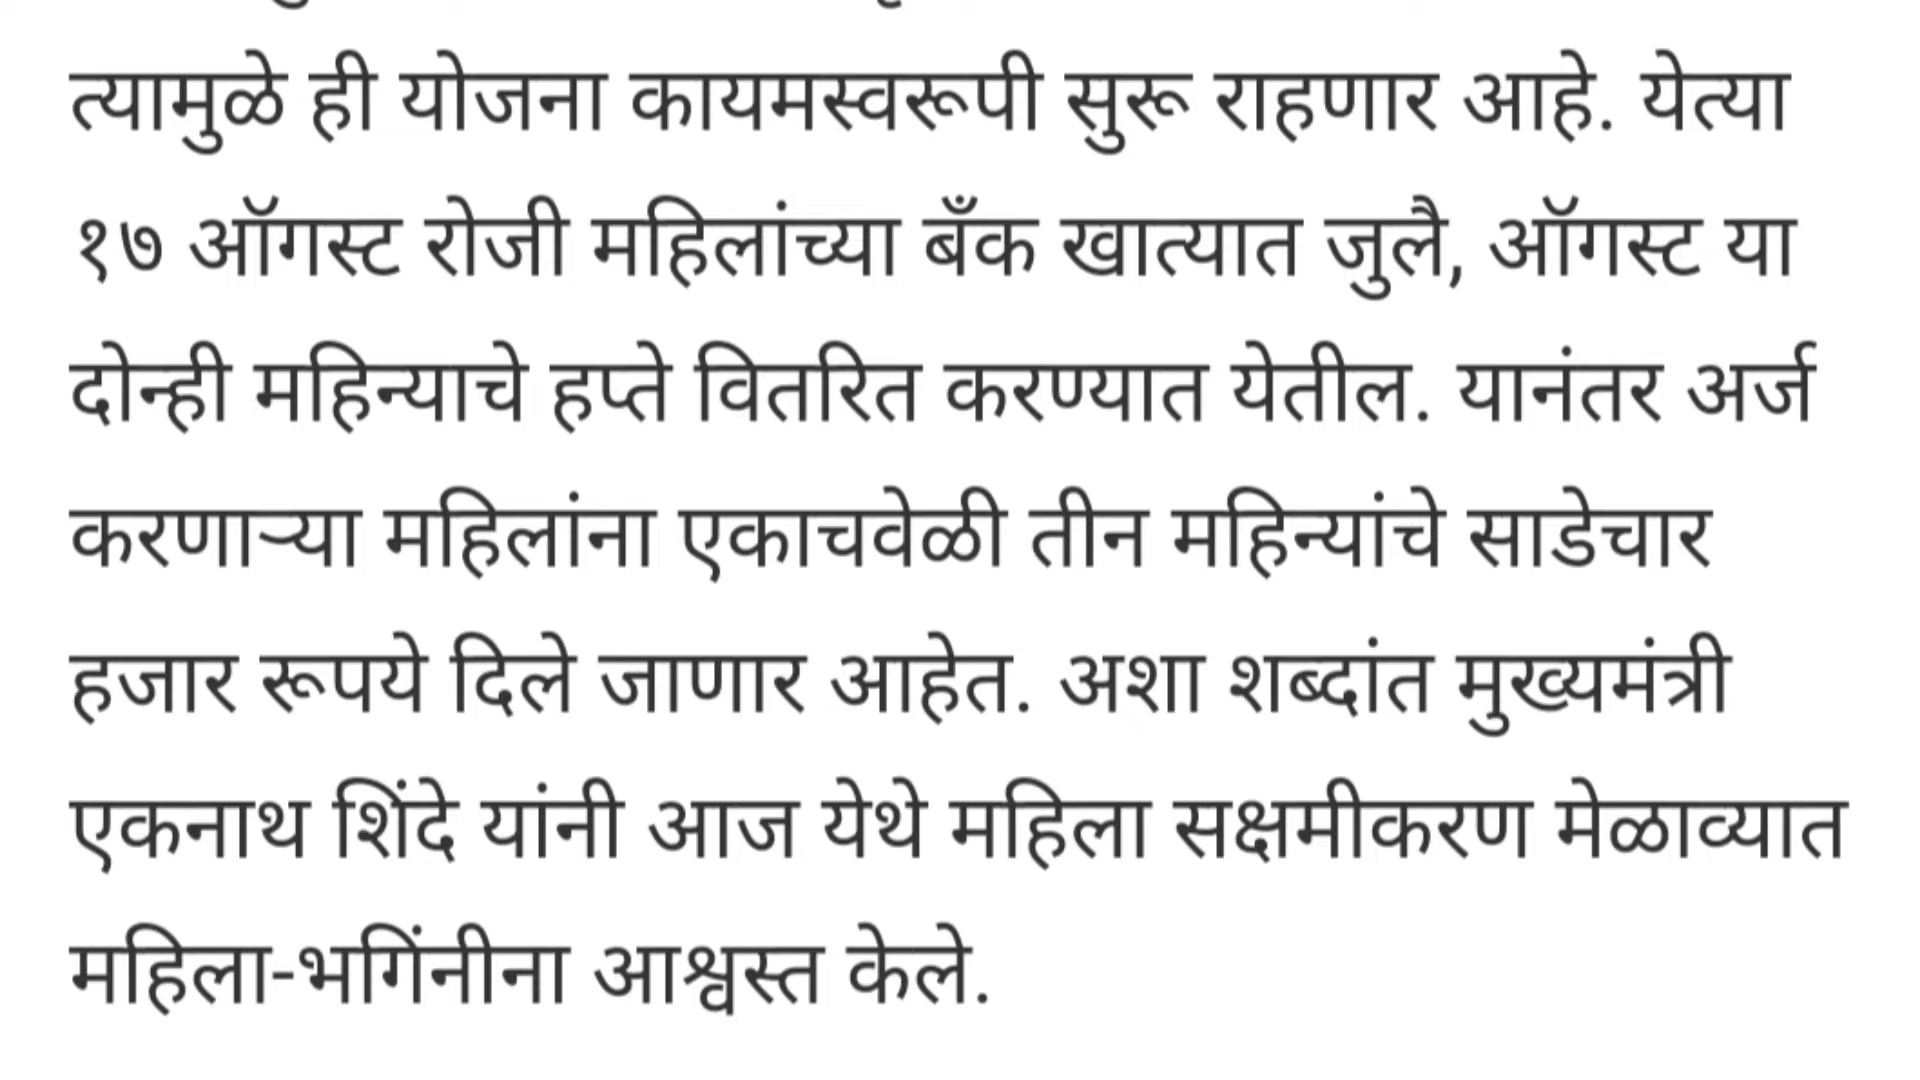 त्यामुळे ही योजना कायमस्वरूपी सुरू राहणार आहे. येत्या
१७ ऑगस्ट रोजी महिलांच्या बँक खात्यात जुलै, ऑगस्ट या
दोन्ही महिन्याचे हप्ते वितरित करण्यात येतील. यानंतर अर्ज
करणाऱ्या महिलांना एकाचवेळी तीन महिन्यांचे साडेचार
हजार रूपये दिले जाणार आहेत. अशा शब्दांत मुख्यमंत्री
एकनाथ शिंदे यांनी आज येथे महिला सक्षमीकरण मेळाव्यात
महिला-भगिंनीना आश्वस्त केले.